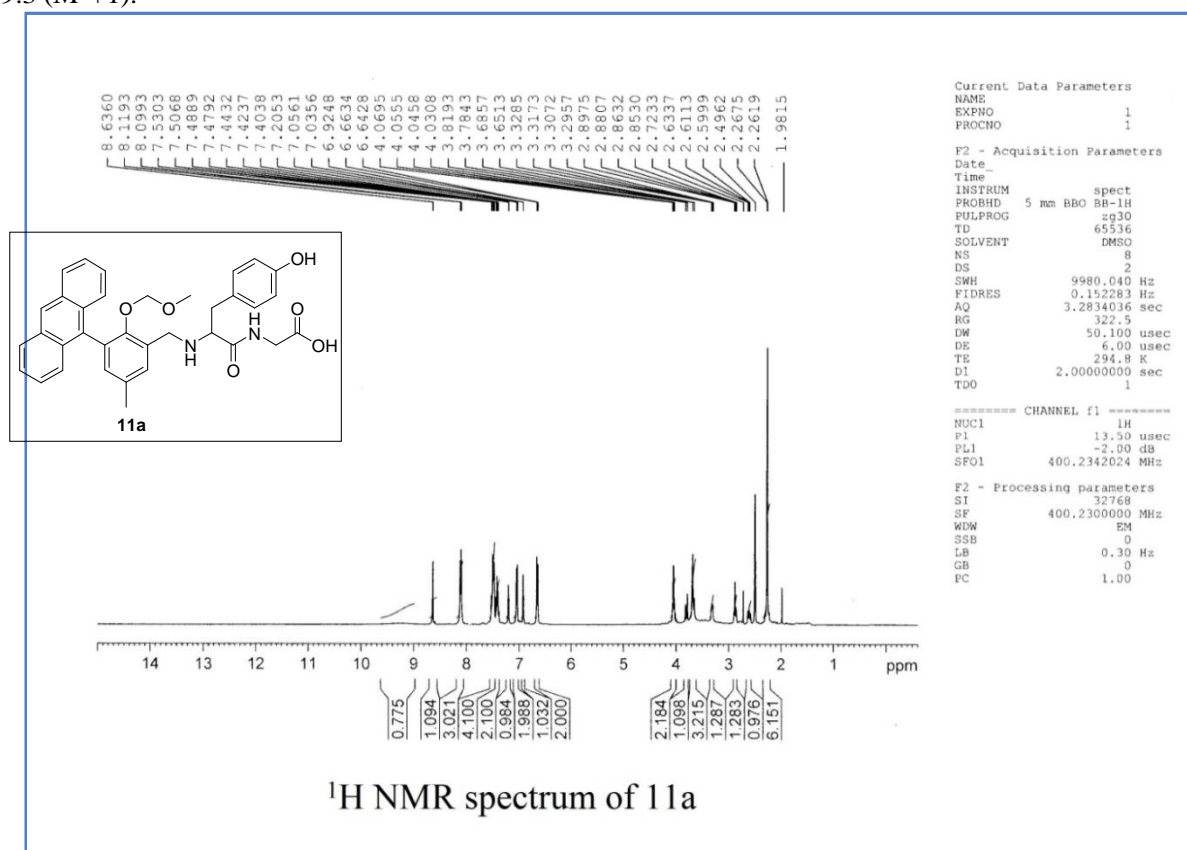 9.3 (M⁺+1).
8.6360
8.1193
8.0993
7.5303
7.5068
7.4889
7.4792
7.4432
7.4237
7.4038
7.2053
7.0561
7.0356
6.9248
6.6634
6.6428
4.0695
4.0555
4.0458
4.0308
3.8193
3.7843
3.6857
3.6513
3.3285
3.3173
3.3072
3.2957
2.8975
2.8807
2.8632
2.8530
2.7233
2.6337
2.6113
2.5999
2.4962
2.2675
2.2619
1.9815
Current Data Parameters
NAME
EXPNO 1
PROCNO 1
F2 - Acquisition Parameters
Date_
Time
INSTRUM spect
PROBHD 5 mm BBO BB-1H
PULPROG zg30
TD 65536
SOLVENT DMSO
NS 8
DS 2
SWH 9980.040 Hz
FIDRES 0.152283 Hz
AQ 3.2834036 sec
RG 322.5
DW 50.100 usec
DE 6.00 usec
TE 294.8 K
D1 2.00000000 sec
TD0 1
======== CHANNEL f1 ========
NUC1 1H
P1 13.50 usec
PL1 -2.00 dB
SFO1 400.2342024 MHz
F2 - Processing parameters
SI 32768
SF 400.2300000 MHz
WDW EM
SSB 0
LB 0.30 Hz
GB 0
PC 1.00
OH
O O
H
N O
N
H
O
OH
11a
14 13 12 11 10 9 8 7 6 5 4 3 2 1 ppm
0.775
1.094
3.021
4.100
2.100
0.984
1.988
1.032
2.000
2.184
1.098
3.215
1.287
1.283
0.976
6.151
¹H NMR spectrum of 11a